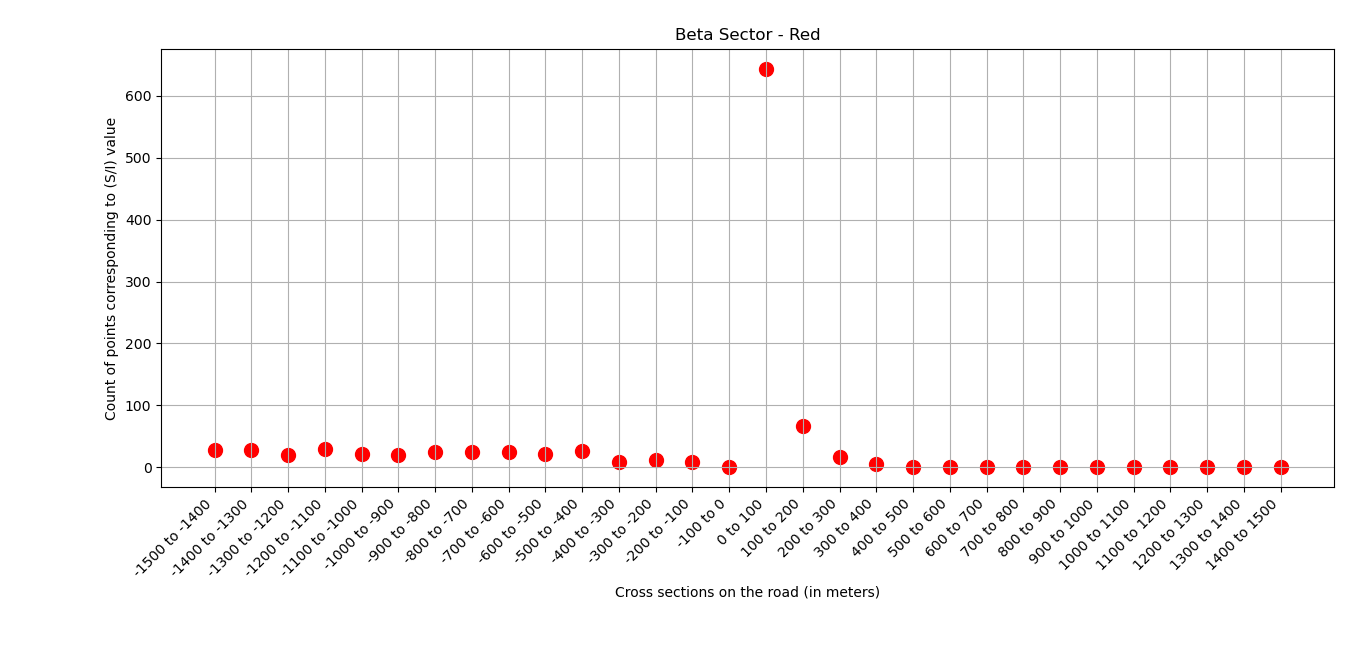 Beta Sector - Red
Count of points corresponding to (S/I) value
600
500
400
300
200
100
0
-1500 to -1400
-1400 to -1300
-1300 to -1200
-1200 to -1100
-1100 to -1000
-1000 to -900
-900 to -800
-800 to -700
-700 to -600
-600 to -500
-500 to -400
-400 to -300
-300 to -200
-200 to -100
-100 to 0
0 to 100
100 to 200
200 to 300
300 to 400
400 to 500
500 to 600
600 to 700
700 to 800
800 to 900
900 to 1000
1000 to 1100
1100 to 1200
1200 to 1300
1300 to 1400
1400 to 1500
Cross sections on the road (in meters)